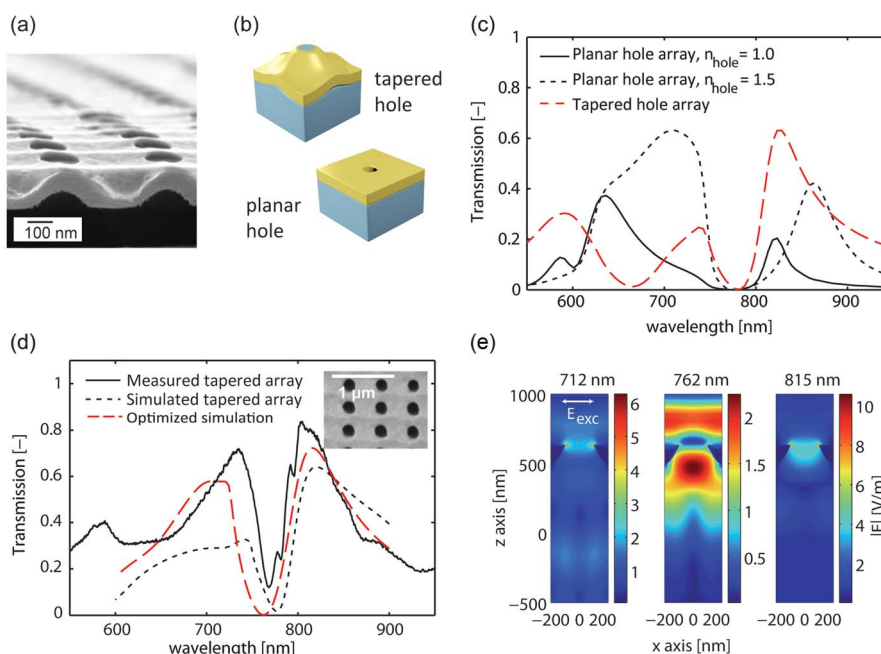 (a)
100 nm
(b)
tapered
hole
planar
hole
(c)
Planar hole array, nhole = 1.0
Planar hole array, nhole = 1.5
Tapered hole array
Transmission [–]
1
0.8
0.6
0.4
0.2
0
600
700
800
900
wavelength [nm]
(d)
Measured tapered array
Simulated tapered array
Optimized simulation
1 µm
Transmission [–]
1
0.8
0.6
0.4
0.2
0
600
700
800
900
wavelength [nm]
(e)
712 nm
762 nm
815 nm
Eexc
z axis [nm]
1000
500
0
−500
6
5
4
3
2
1
2
1.5
1
0.5
10
8
6
4
2
|E| [V/m]
−200 0 200
−200 0 200
−200 0 200
x axis [nm]